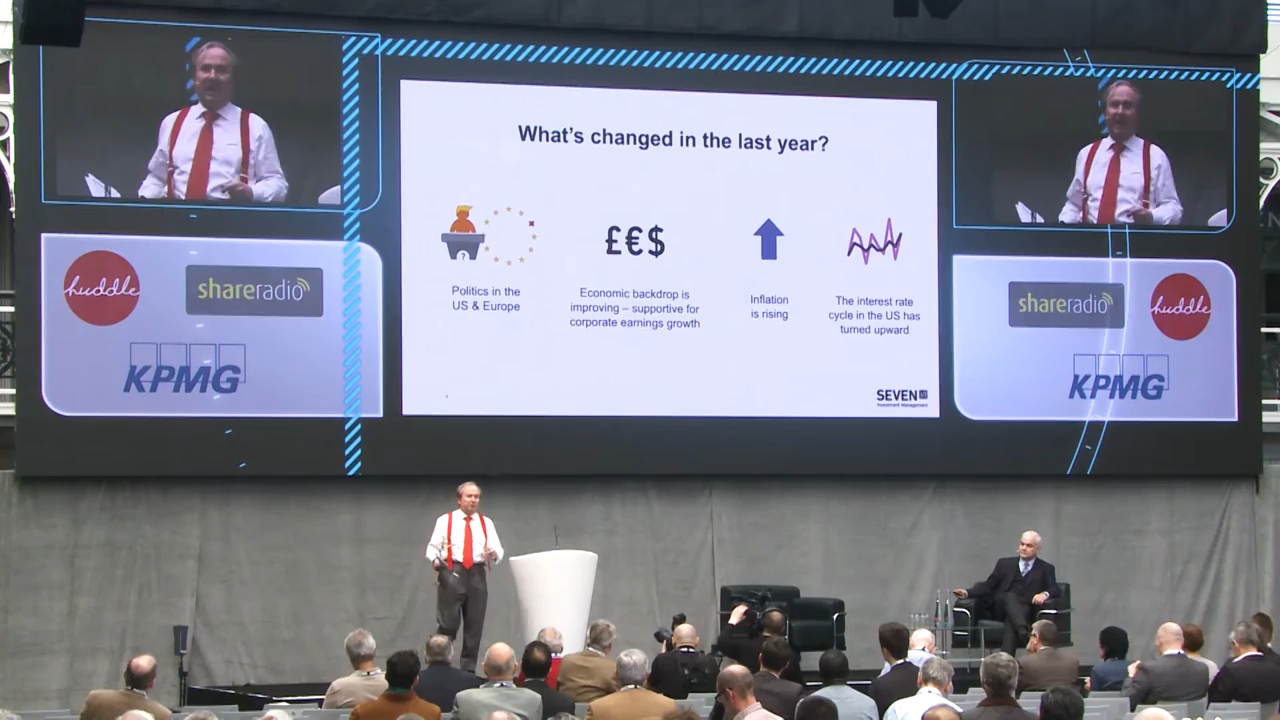 What's changed in the last year?
£€$
?
Politics in the
US & Europe
Economic backdrop is
improving – supportive for
corporate earnings growth
Inflation
is rising
The interest rate
cycle in the US has
turned upward
SEVEN
Investment Management
huddle
shareradio
KPMG
shareradio
huddle
KPMG